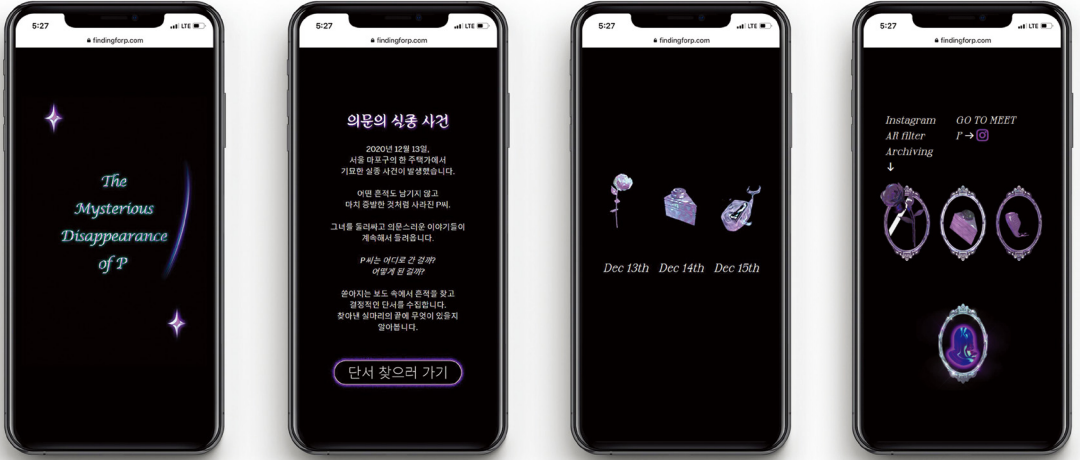 5:27
LTE
findingforp.com
The
Mysterious
Disappearance
of P
5:27
LTE
findingforp.com
의문의 실종 사건
2020년 12월 13일,
서울 마포구의 한 주택가에서
기묘한 실종 사건이 발생했습니다.
어떤 흔적도 남기지 않고
마치 증발한 것처럼 사라진 P씨.
그녀를 둘러싸고 의문스러운 이야기들이
계속해서 들려옵니다.
P씨는 어디로 간 걸까?
어떻게 된 걸까?
쏟아지는 보도 속에서 흔적을 찾고
결정적인 단서를 수집합니다.
찾아낸 실마리의 끝에 무엇이 있을지
알아봅니다.
단서 찾으러 가기
5:27
LTE
findingforp.com
Dec 13th Dec 14th Dec 15th
5:27
LTE
findingforp.com
Instagram
AR filter
Archiving
↓
GO TO MEET
P →